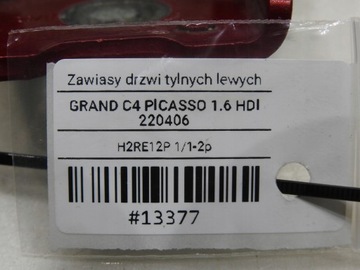 Zawiasy drzwi tylnych lewych
GRAND C4 PICASSO 1.6 HDI
220406
H2RE12P 1/1-2p
#13377